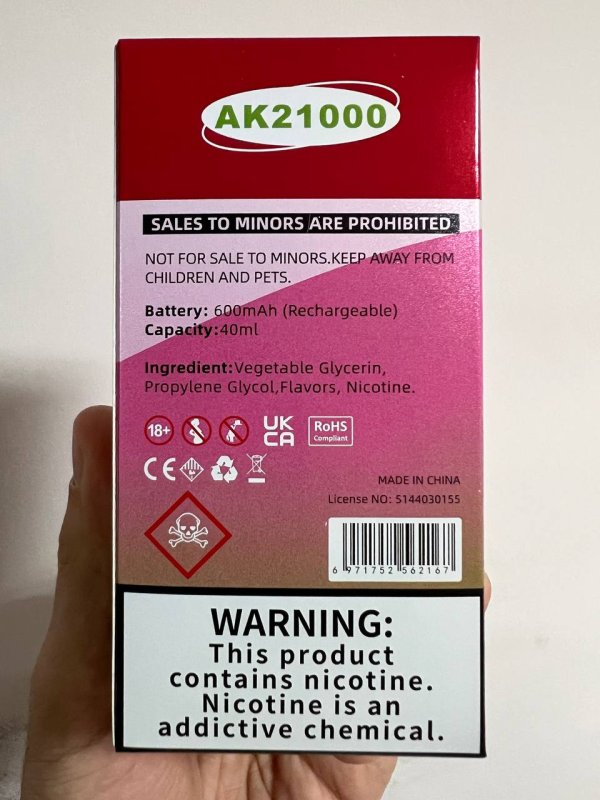 AK21000
SALES TO MINORS ARE PROHIBITED
NOT FOR SALE TO MINORS.KEEP AWAY FROM
CHILDREN AND PETS.
Battery: 600mAh (Rechargeable)
Capacity:40ml
Ingredient:Vegetable Glycerin,
Propylene Glycol,Flavors, Nicotine.
18+
UK
CA
RoHS
Compliant
CE
MADE IN CHINA
License NO: 5144030155
6 971752 562167
WARNING:
This product
contains nicotine.
Nicotine is an
addictive chemical.